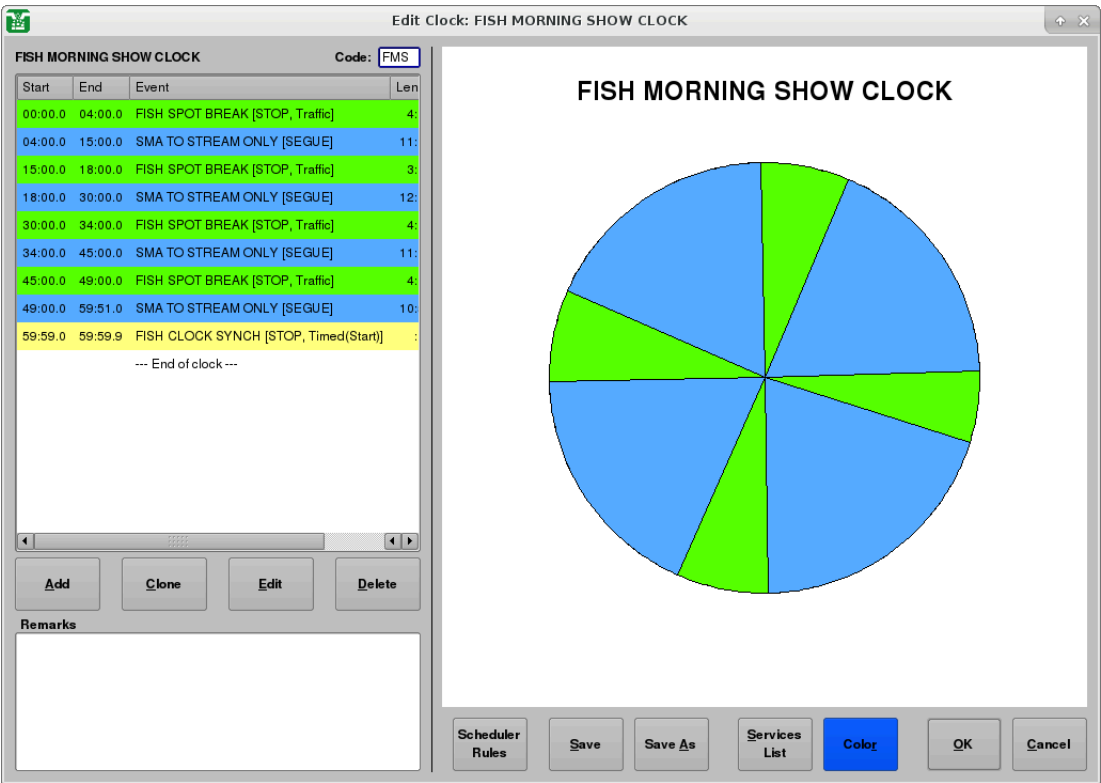 Edit Clock: FISH MORNING SHOW CLOCK
FISH MORNING SHOW CLOCK Code: FMS
Start End Event Len
00:00.0 04:00.0 FISH SPOT BREAK [STOP, Traffic] 4:
04:00.0 15:00.0 SMA TO STREAM ONLY [SEGUE] 11:
15:00.0 18:00.0 FISH SPOT BREAK [STOP, Traffic] 3:
18:00.0 30:00.0 SMA TO STREAM ONLY [SEGUE] 12:
30:00.0 34:00.0 FISH SPOT BREAK [STOP, Traffic] 4:
34:00.0 45:00.0 SMA TO STREAM ONLY [SEGUE] 11:
45:00.0 49:00.0 FISH SPOT BREAK [STOP, Traffic] 4:
49:00.0 59:51.0 SMA TO STREAM ONLY [SEGUE] 10:
59:59.0 59:59.9 FISH CLOCK SYNCH [STOP, Timed(Start)] :
--- End of clock ---
Add Clone Edit Delete
Remarks
FISH MORNING SHOW CLOCK
Scheduler
Rules
Save
Save As
Services
List
Color
OK
Cancel